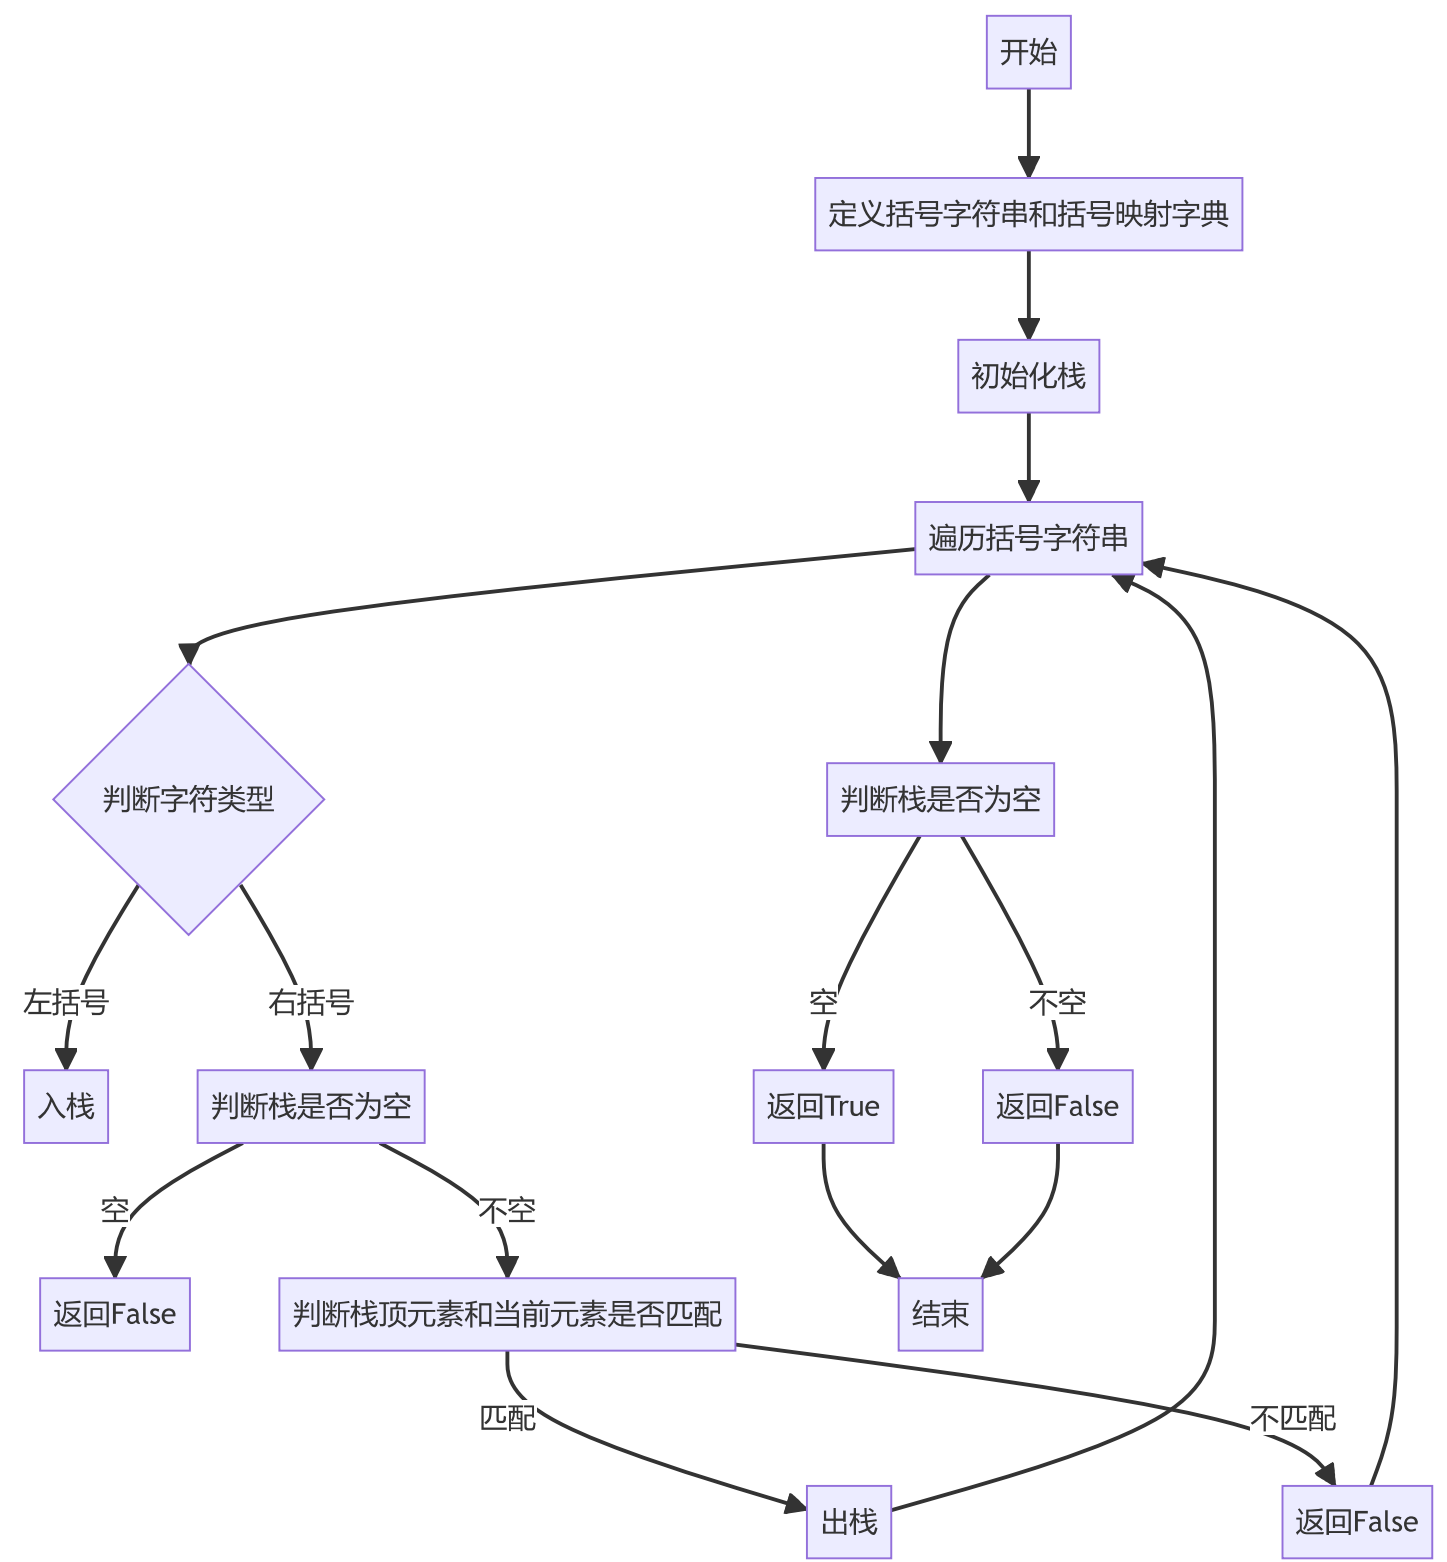 开始
定义括号字符串和括号映射字典
初始化栈
遍历括号字符串
判断字符类型
判断栈是否为空
左括号
右括号
空
不空
入栈
判断栈是否为空
返回True
返回False
空
不空
返回False
判断栈顶元素和当前元素是否匹配
结束
匹配
不匹配
出栈
返回False